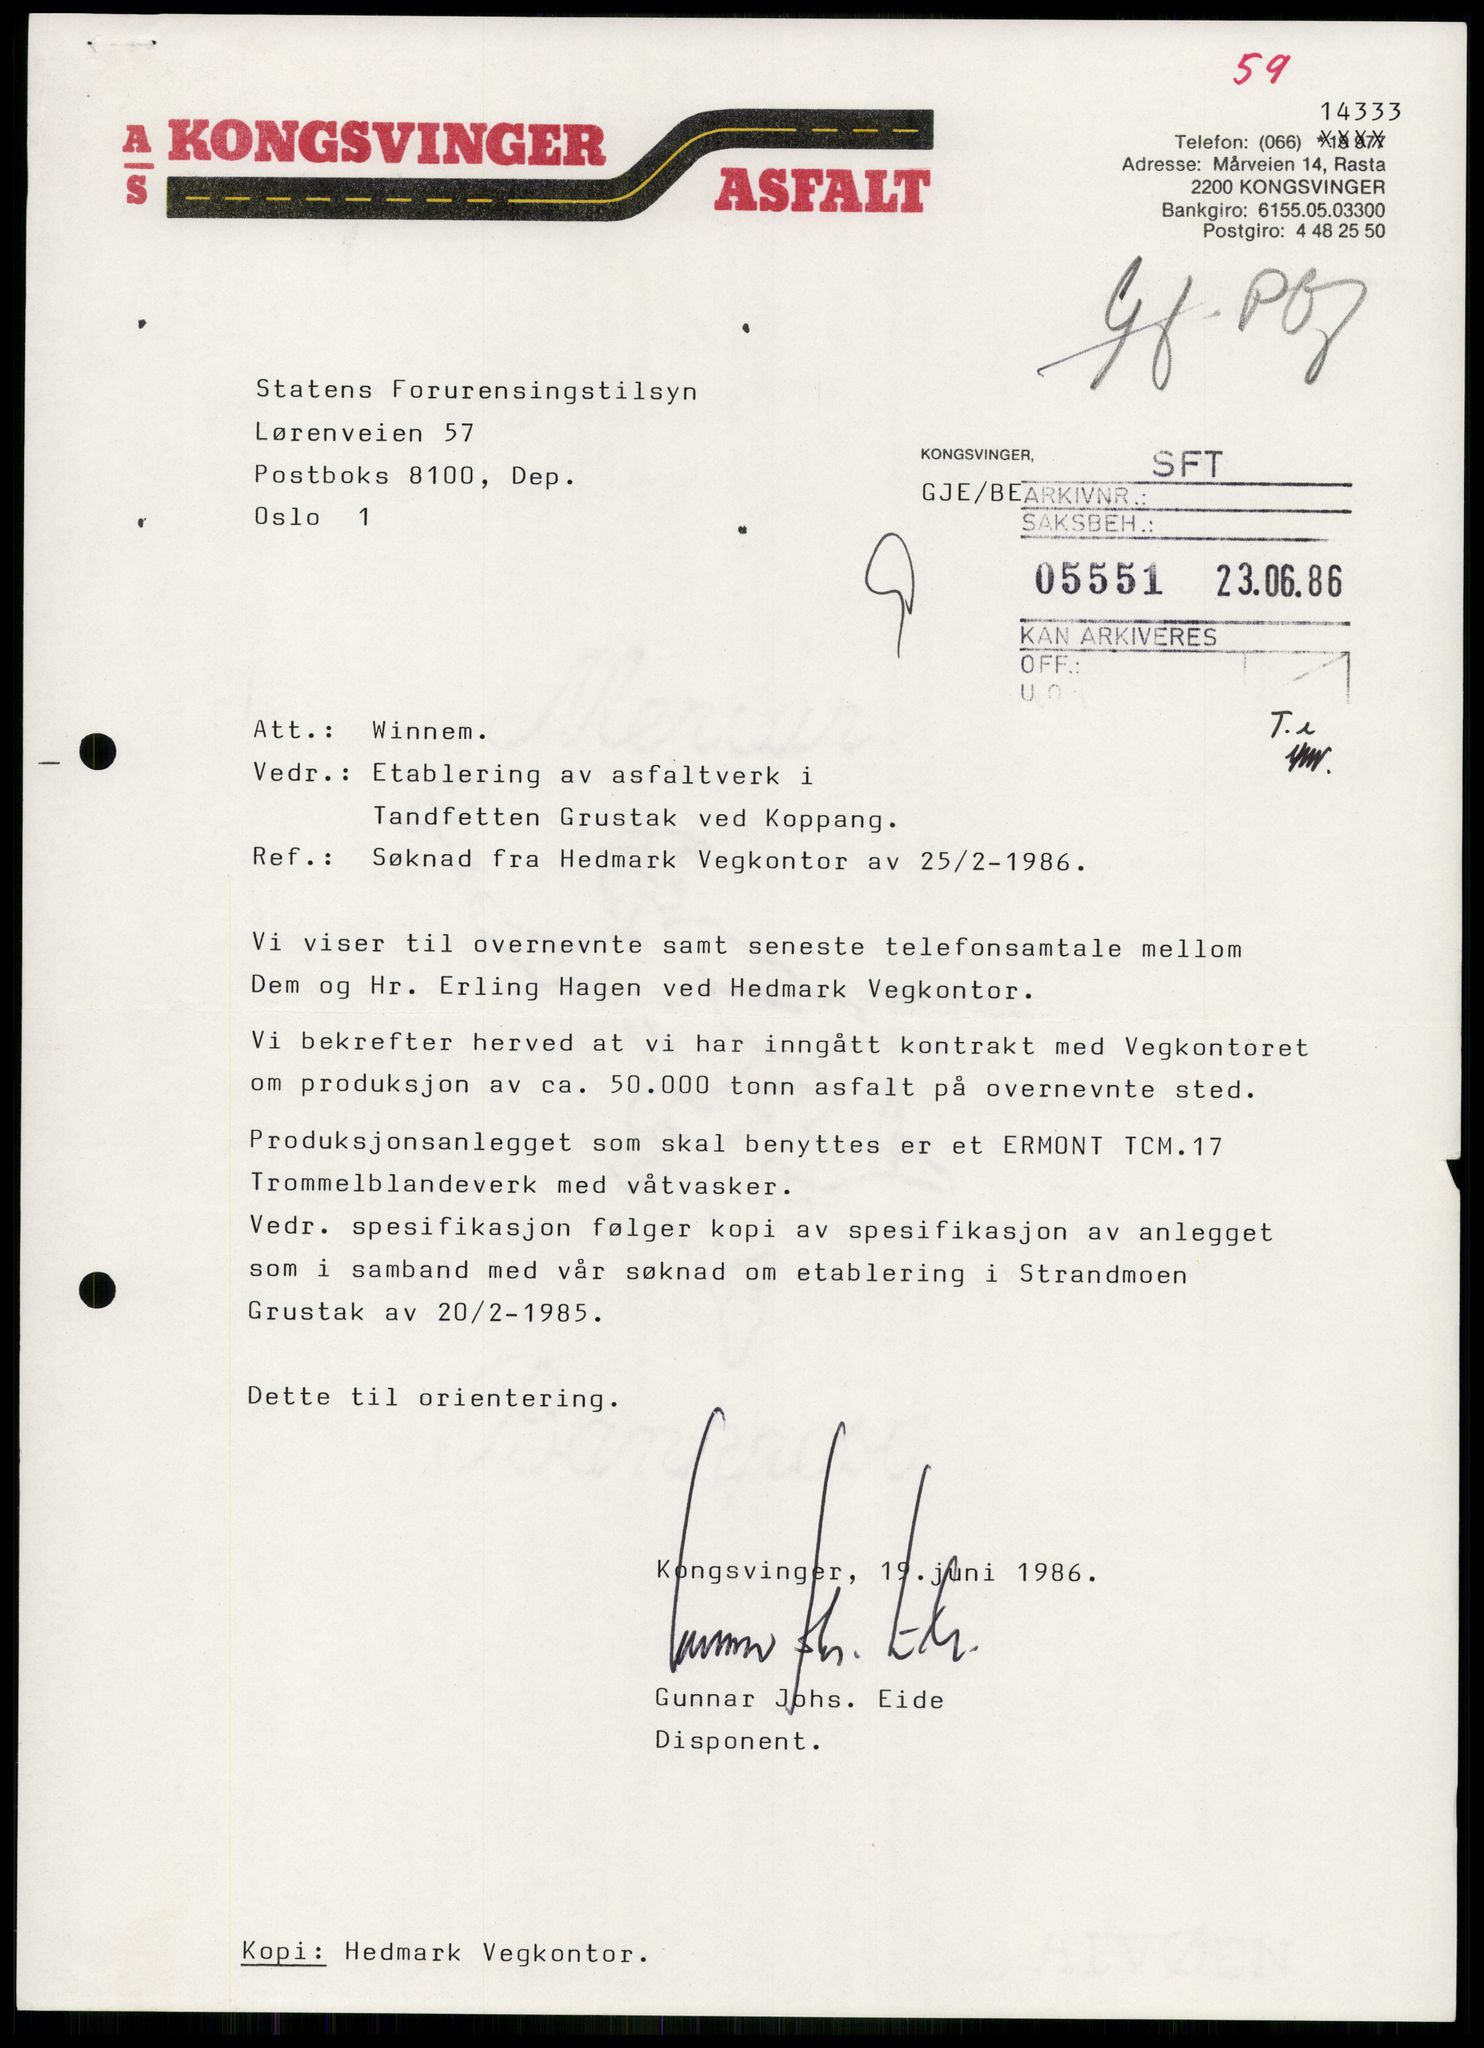 59
14333
A/S KONGSVINGER ASFALT
Telefon: (066)
Adresse: Mårveien 14, Rasta
2200 KONGSVINGER
Bankgiro: 6155.05.03300
Postgiro: 4 48 25 50
Statens Forurensingstilsyn
Lørenveien 57
Postboks 8100, Dep.
Oslo 1
KONGSVINGER,
GJE/BE
SFT
ARKIVNR.:
SAKSBEH.:
05551 23.06.86
KAN ARKIVERES
OFF.:
U.O.
Att.: Winnem.
Vedr.: Etablering av asfaltverk i
Tandfetten Grustak ved Koppang.
Ref.: Søknad fra Hedmark Vegkontor av 25/2-1986.
Vi viser til overnevnte samt seneste telefonsamtale mellom
Dem og Hr. Erling Hagen ved Hedmark Vegkontor.
Vi bekrefter herved at vi har inngått kontrakt med Vegkontoret
om produksjon av ca. 50.000 tonn asfalt på overnevnte sted.
Produksjonsanlegget som skal benyttes er et ERMONT TCM.17
Trommelblandeverk med våtvasker.
Vedr. spesifikasjon følger kopi av spesifikasjon av anlegget
som i samband med vår søknad om etablering i Strandmoen
Grustak av 20/2-1985.
Dette til orientering.
Kongsvinger, 19.juni 1986.
Gunnar Johs. Eide
Gunnar Johs. Eide
Disponent.
Kopi: Hedmark Vegkontor.